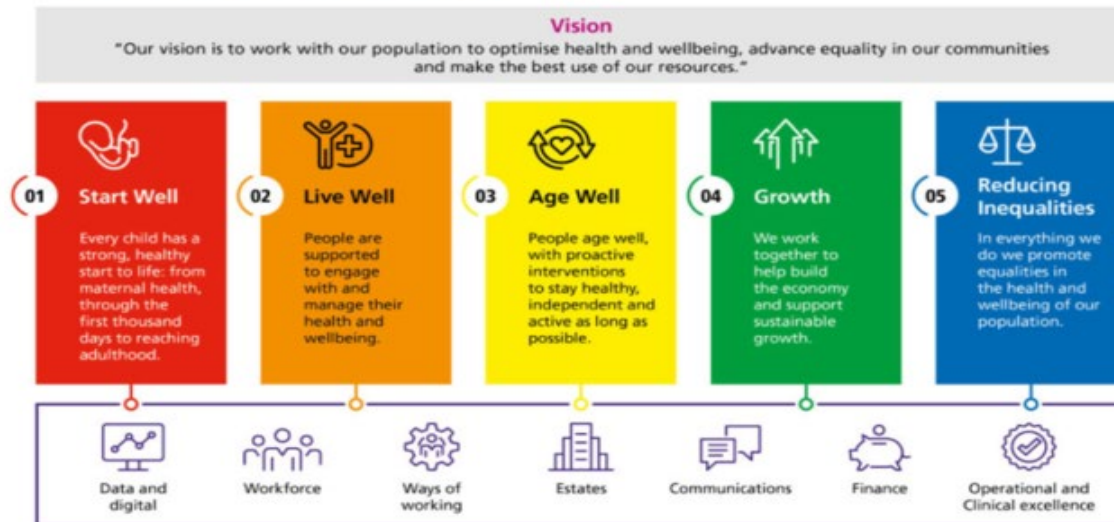 Vision
"Our vision is to work with our population to optimise health and wellbeing, advance equality in our communities
and make the best use of our resources."
01
Start Well
Every child has a
strong, healthy
start to life: from
maternal health,
through the
first thousand
days to reaching
adulthood.
02
Live Well
People are
supported
to engage
with and
manage their
health and
wellbeing.
03
Age Well
People age well,
with proactive
interventions
to stay healthy,
independent and
active as long as
possible.
04
Growth
We work
together to
help build
the economy
and support
sustainable
growth.
05
Reducing
Inequalities
In everything we
do we promote
equalities in
the health and
wellbeing of our
population.
Data and
digital
Workforce
Ways of
working
Estates
Communications
Finance
Operational and
Clinical excellence